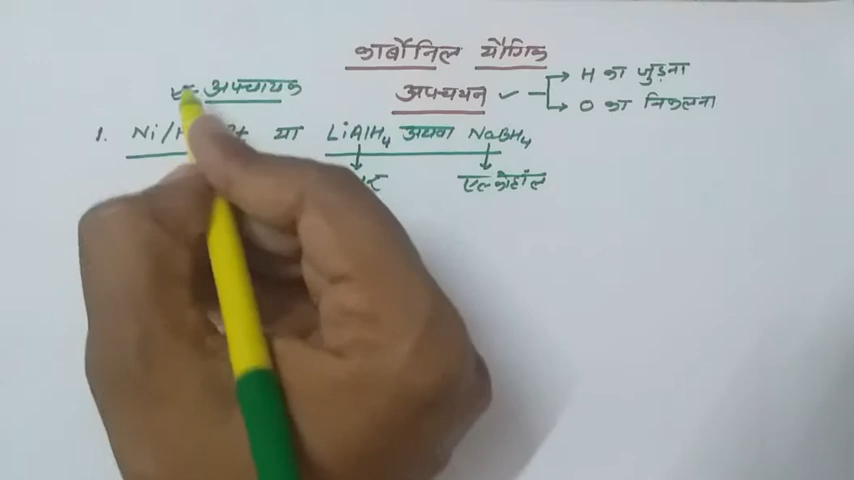 कार्बोनिल यौगिक
अपचायक अपचयन → H का जुड़ना
→ O का निकलना
1. Ni/H या LiAlH4 अथवा NaBH4
एल्कोहॉल